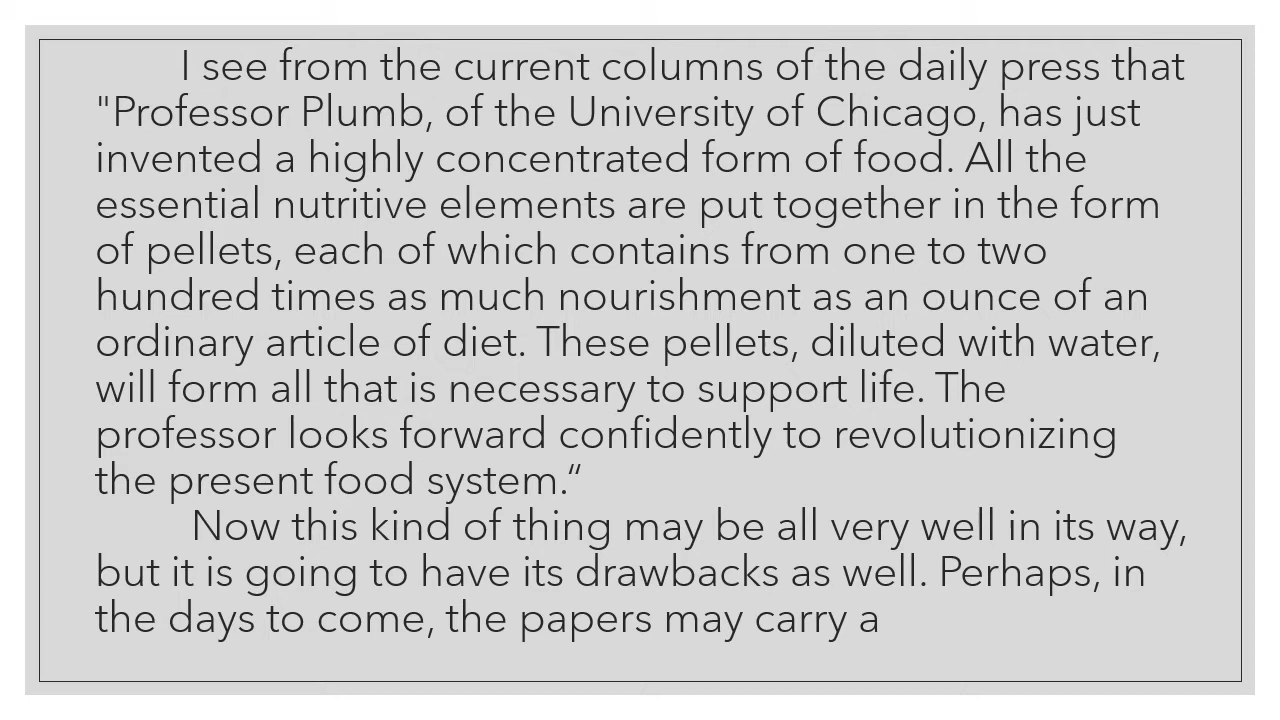 I see from the current columns of the daily press that
"Professor Plumb, of the University of Chicago, has just
invented a highly concentrated form of food. All the
essential nutritive elements are put together in the form
of pellets, each of which contains from one to two
hundred times as much nourishment as an ounce of an
ordinary article of diet. These pellets, diluted with water,
will form all that is necessary to support life. The
professor looks forward confidently to revolutionizing
the present food system.“
Now this kind of thing may be all very well in its way,
but it is going to have its drawbacks as well. Perhaps, in
the days to come, the papers may carry a